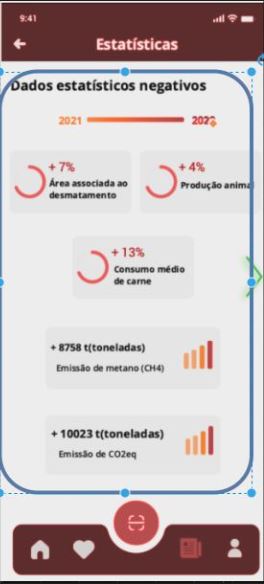 9:41
Estatísticas
Dados estatísticos negativos
2021 2022
+ 7%
Área associada ao
desmatamento
+ 4%
Produção animal
+ 13%
Consumo médio
de carne
+ 8758 t(toneladas)
Emissão de metano (CH4)
+ 10023 t(toneladas)
Emissão de CO2eq